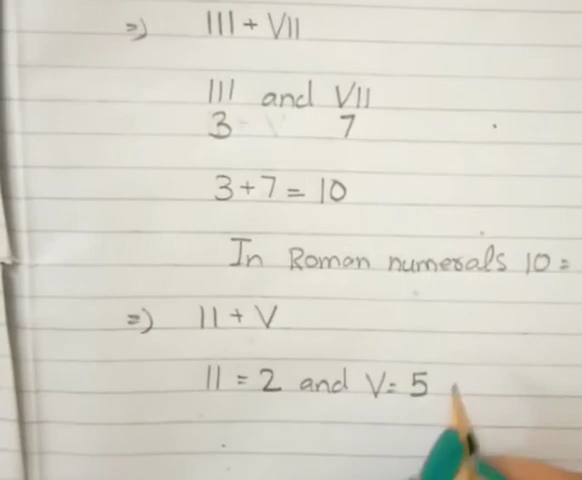 =) III + VII
III and VII
3 7
3+7=10
In Roman numerals 10=
=) II + V
II = 2 and V= 5